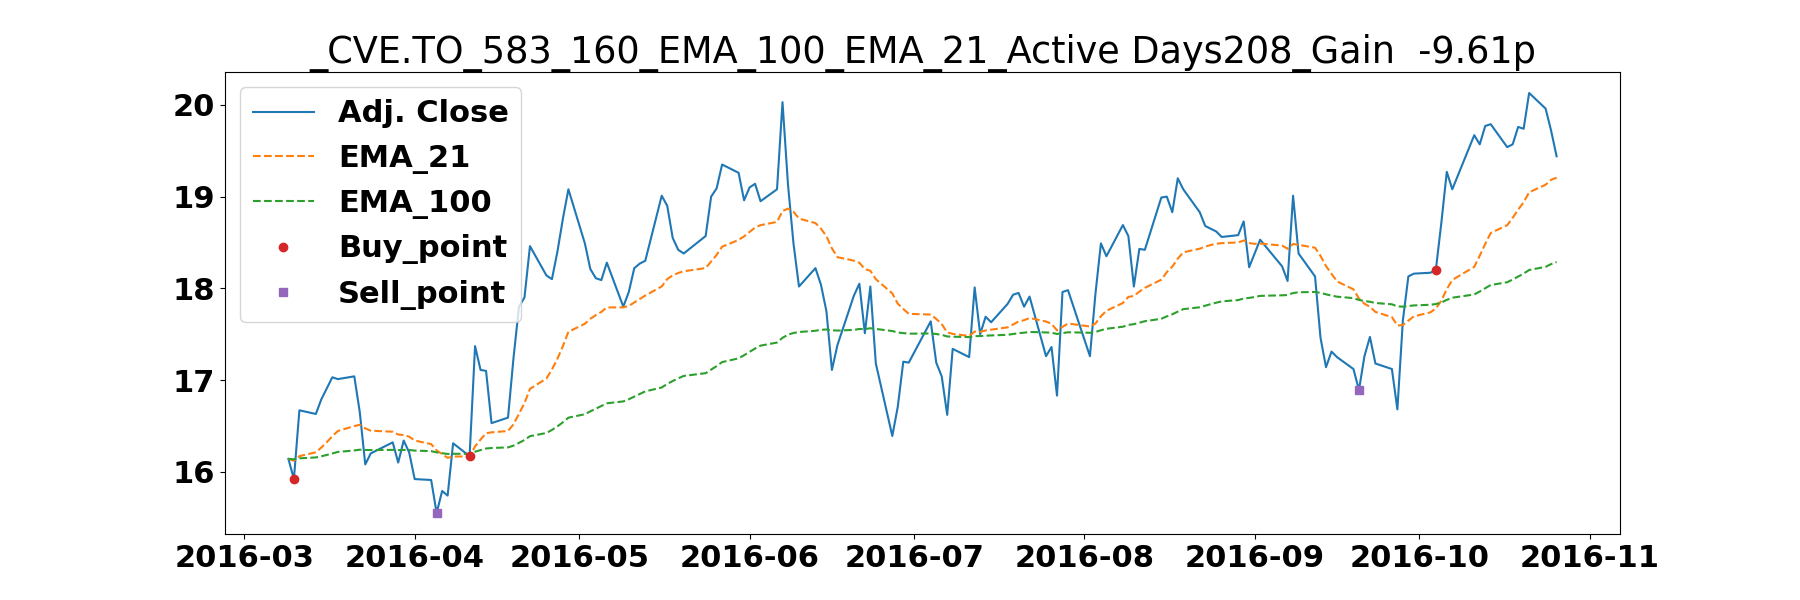 _CVE.TO_583_160_EMA_100_EMA_21_Active Days208_Gain  -9.61p
Adj. Close
EMA_21
EMA_100
Buy_point
Sell_point
20
19
18
17
16
2016-03 2016-04 2016-05 2016-06 2016-07 2016-08 2016-09 2016-10 2016-11